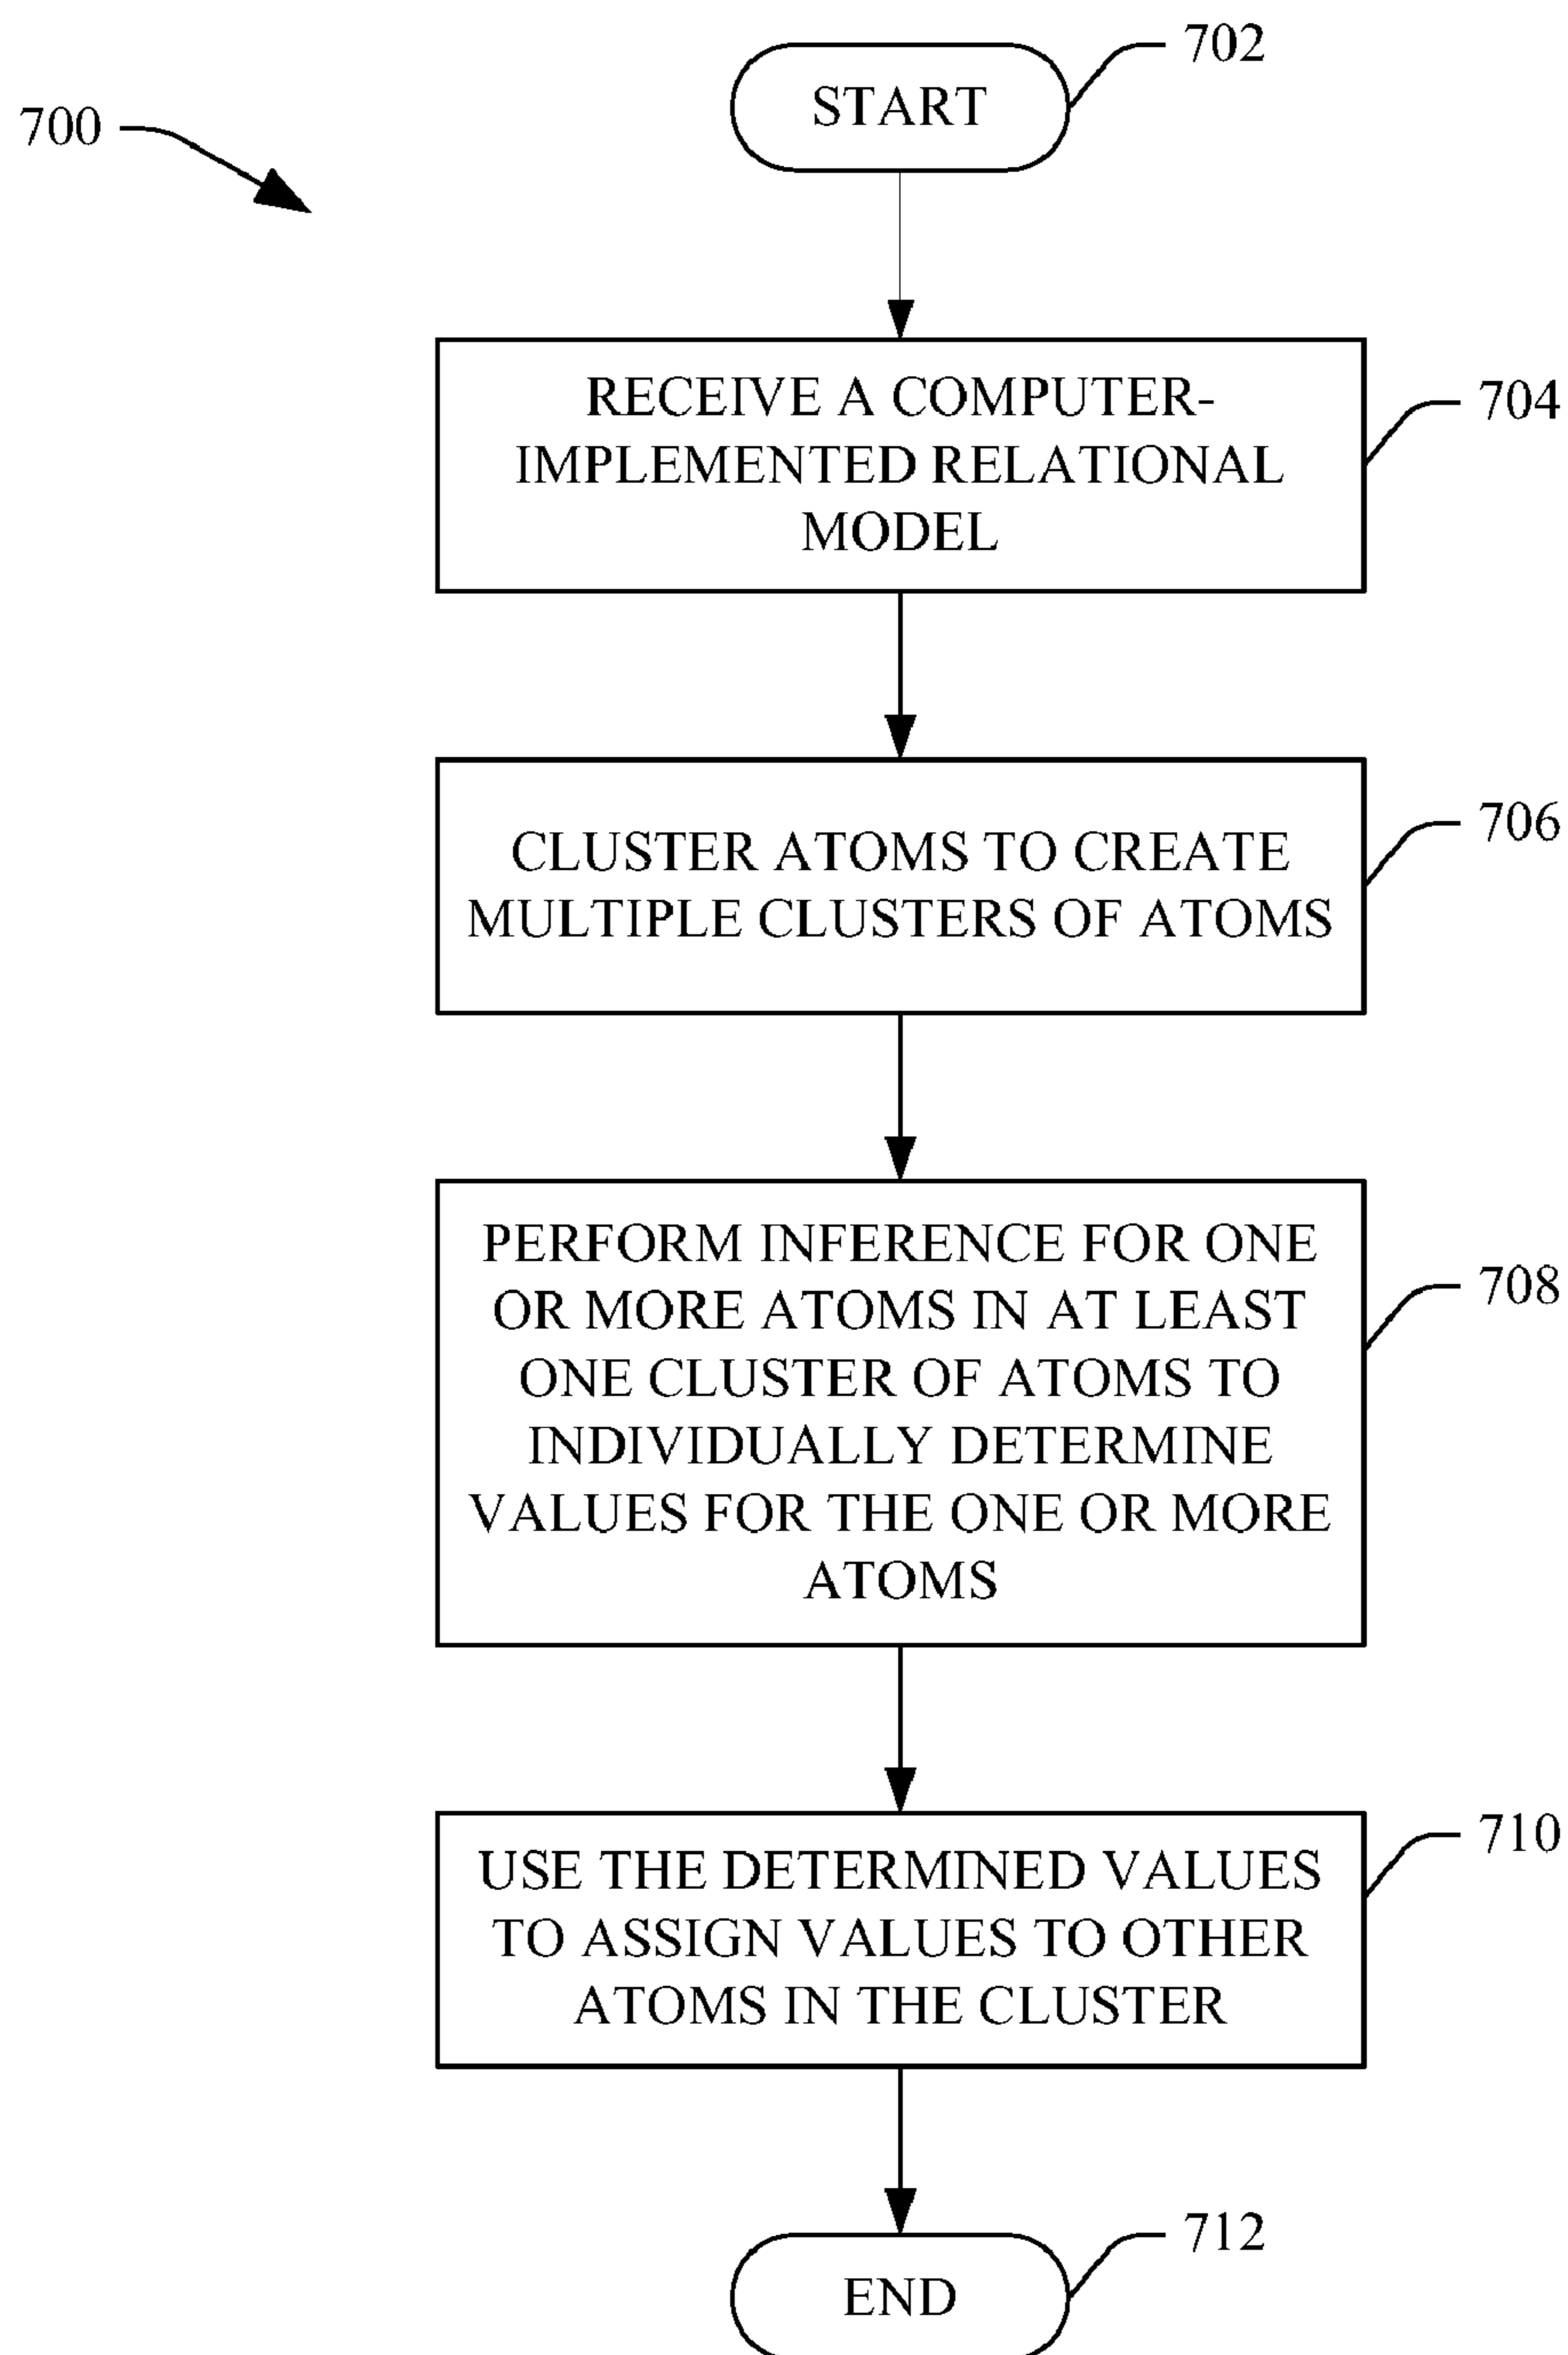 702
START
700
RECEIVE A COMPUTER-
IMPLEMENTED RELATIONAL
MODEL
704
CLUSTER ATOMS TO CREATE
MULTIPLE CLUSTERS OF ATOMS
706
PERFORM INFERENCE FOR ONE
OR MORE ATOMS IN AT LEAST
ONE CLUSTER OF ATOMS TO
INDIVIDUALLY DETERMINE
VALUES FOR THE ONE OR MORE
ATOMS
708
USE THE DETERMINED VALUES
TO ASSIGN VALUES TO OTHER
ATOMS IN THE CLUSTER
710
712
END